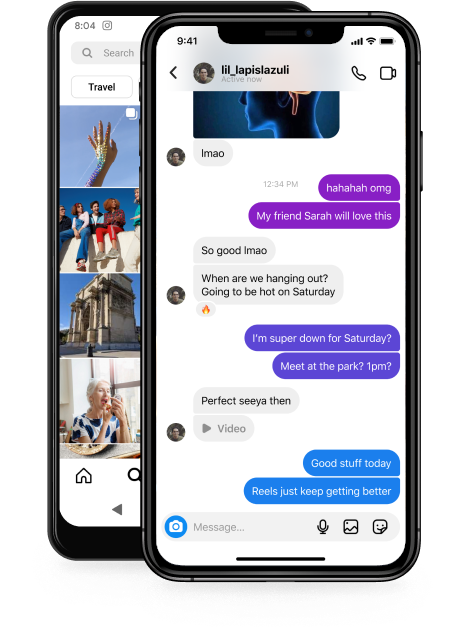 8:04
Search
Travel
9:41
lil_lapislazuli
Active now
lmao
12:34 PM
hahahah omg
My friend Sarah will love this
So good lmao
When are we hanging out?
Going to be hot on Saturday
I'm super down for Saturday?
Meet at the park? 1pm?
Perfect seeya then
Video
Good stuff today
Reels just keep getting better
Message...